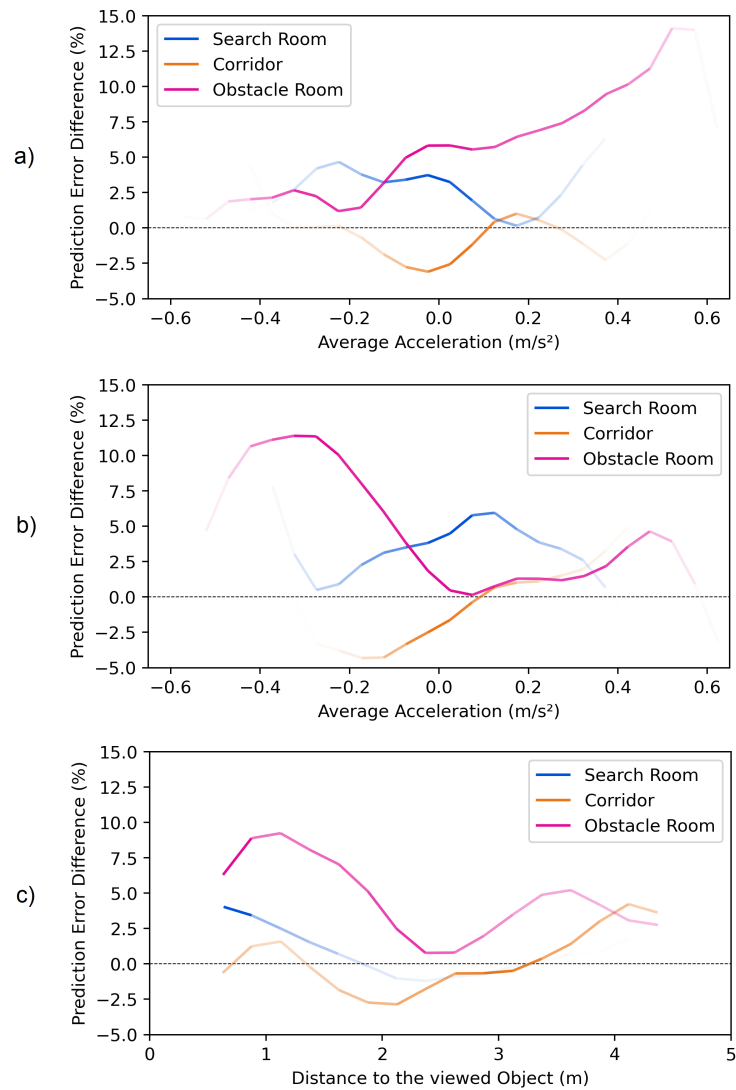 a)
Prediction Error Difference (%)
15.0
12.5
10.0
7.5
5.0
2.5
0.0
−2.5
−5.0
Search Room
Corridor
Obstacle Room
−0.6 −0.4 −0.2 0.0 0.2 0.4 0.6
Average Acceleration (m/s²)
b)
Prediction Error Difference (%)
15.0
12.5
10.0
7.5
5.0
2.5
0.0
−2.5
−5.0
Search Room
Corridor
Obstacle Room
−0.6 −0.4 −0.2 0.0 0.2 0.4 0.6
Average Acceleration (m/s²)
c)
Prediction Error Difference (%)
15.0
12.5
10.0
7.5
5.0
2.5
0.0
−2.5
−5.0
Search Room
Corridor
Obstacle Room
0 1 2 3 4 5
Distance to the viewed Object (m)